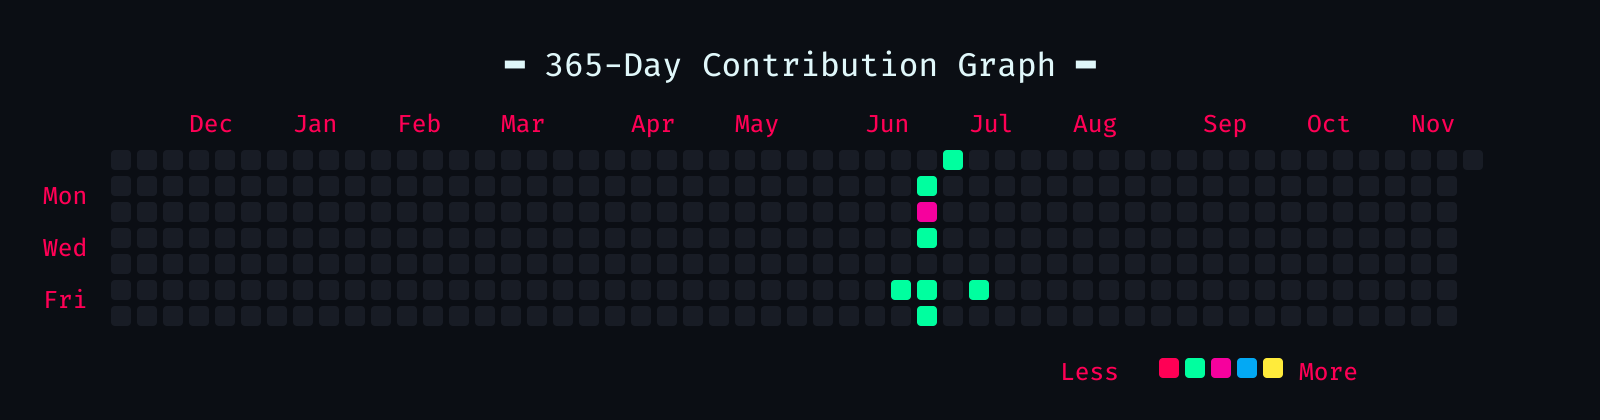 ━ 365-Day Contribution Graph ━
Dec Jan Feb Mar Apr May Jun Jul Aug Sep Oct Nov
Mon
Wed
Fri
Less More